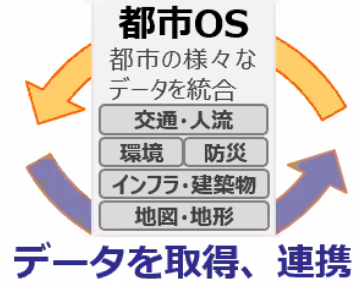 都市OS
都市の様々な
データを統合
交通・人流
環境 防災
インフラ・建築物
地図・地形
データを取得、連携